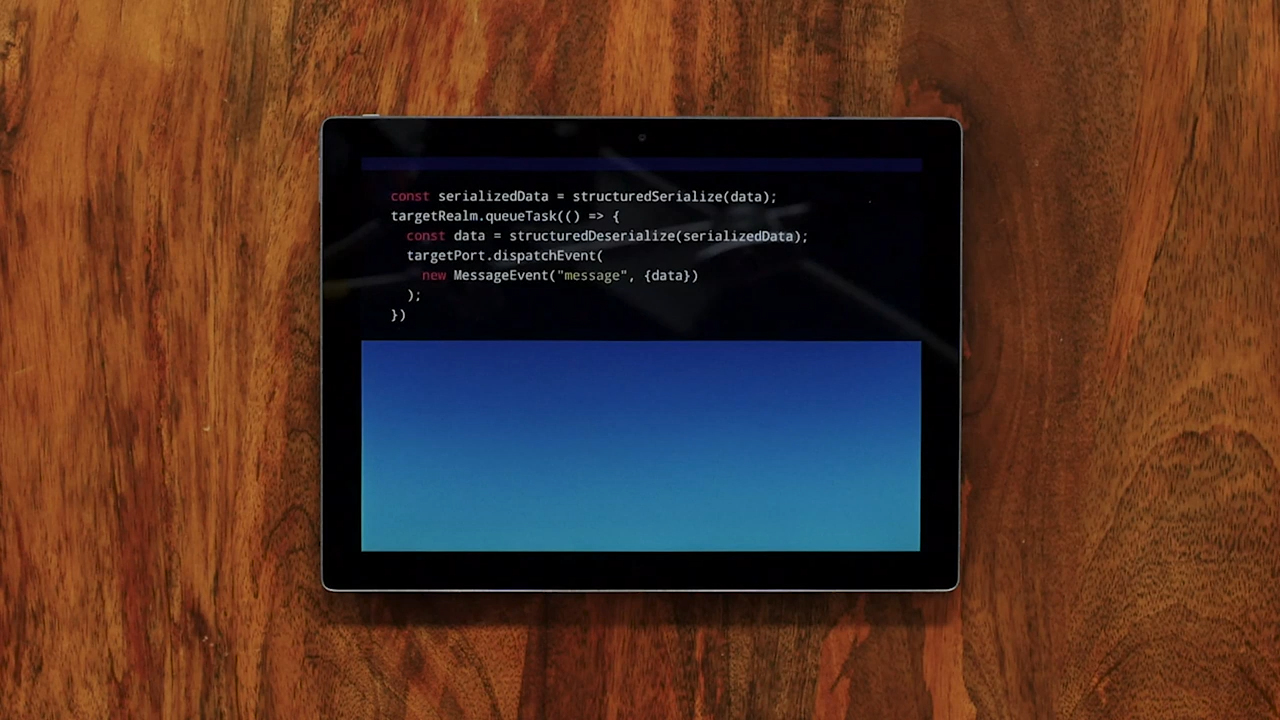 const serializedData = structuredSerialize(data);
targetRealm.queueTask(() => {
  const data = structuredDeserialize(serializedData);
  targetPort.dispatchEvent(
    new MessageEvent("message", {data})
  );
})